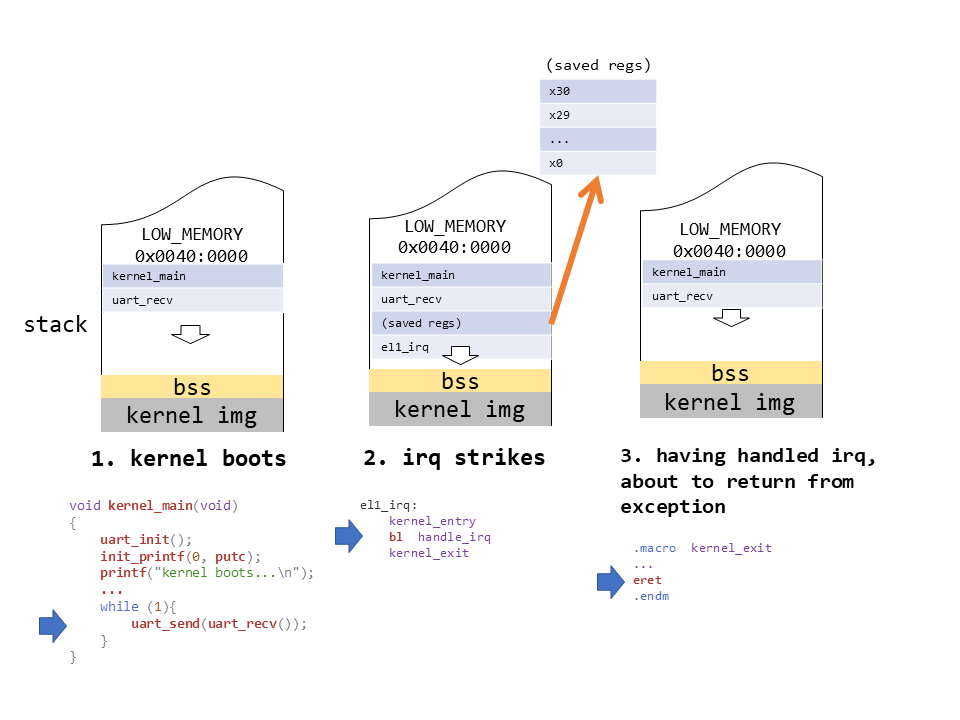 (saved regs)
x30
x29
...
x0
LOW_MEMORY
0x0040:0000
kernel_main
uart_recv
stack
bss
kernel img
1. kernel boots
void kernel_main(void)
{
uart_init();
init_printf(0, putc);
printf("kernel boots...\n");
...
while (1){
uart_send(uart_recv());
}
}
LOW_MEMORY
0x0040:0000
kernel_main
uart_recv
(saved regs)
el1_irq
bss
kernel img
2. irq strikes
el1_irq:
kernel_entry
bl handle_irq
kernel_exit
LOW_MEMORY
0x0040:0000
kernel_main
uart_recv
bss
kernel img
3. having handled irq,
about to return from
exception
.macro kernel_exit
...
eret
.endm